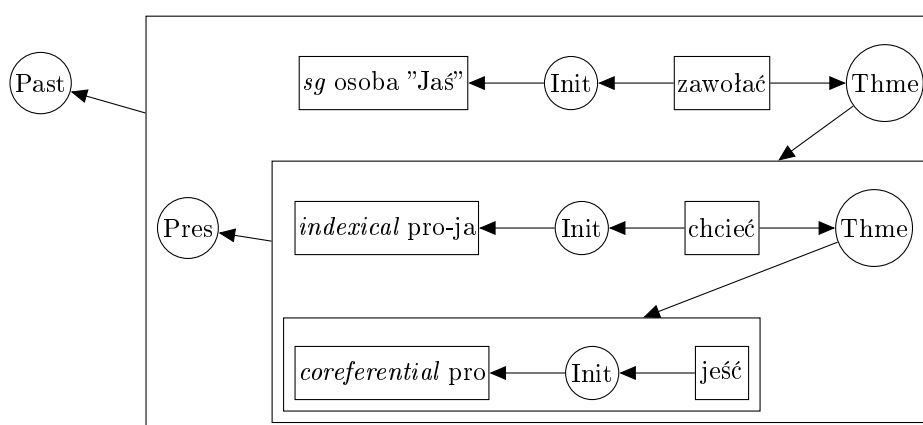 Past
sg osoba "Jaś"
Init
zawołać
Thme
Pres
indexical pro-ja
Init
chcieć
Thme
coreferential pro
Init
jeść